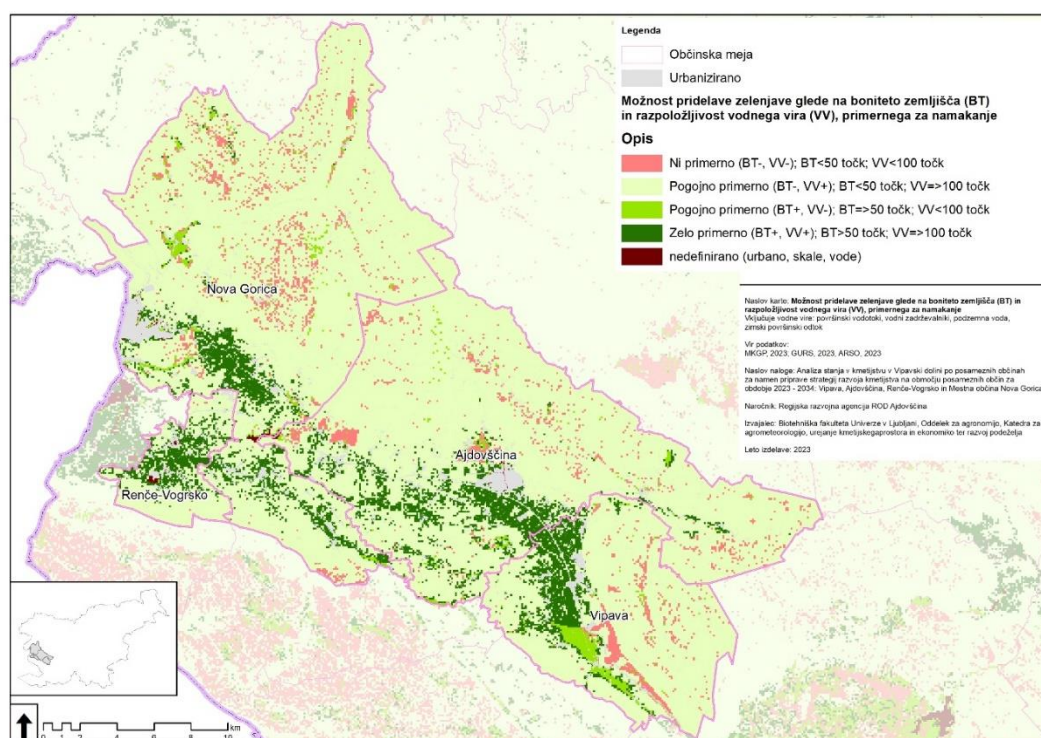 Legenda
Občinska meja
Urbanizirano
Možnost pridelave zelenjave glede na boniteto zemljišča (BT)
in razpoložljivost vodnega vira (VV), primernega za namakanje
Opis
Ni primerno (BT-, VV-); BT<50 točk; VV<100 točk
Pogojno primerno (BT-, VV+); BT<50 točk; VV=>100 točk
Pogojno primerno (BT+, VV-); BT=>50 točk; VV<100 točk
Zelo primerno (BT+, VV+); BT>50 točk; VV=>100 točk
nedefinirano (urbano, skale, vode)
Naslov karte: Možnost pridelave zelenjave glede na boniteto zemljišča (BT) in
razpoložljivost vodnega vira (VV), primernega za namakanje
Vključuje vodne vire: površinski vodotoki, vodni zadrževalniki, podzemna voda,
zimski površinski odtok
Vir podatkov:
MKGP, 2023; GURS, 2023, ARSO, 2023
Naslov naloge: Analiza stanja v kmetijstvu v Vipavski dolini po posameznih občinah
za namen priprave strategij razvoja kmetijstva na območju posameznih občin za
obdobje 2023 - 2034: Vipava, Ajdovščina, Renče-Vogrsko in Mestna občina Nova Gorica
Naročnik: Regijska razvojna agencija ROD Ajdovščina
Izvajalec: Biotehniška fakulteta Univerze v Ljubljani, Oddelek za agronomijo, Katedra za
agrometeorologijo, urejanje kmetijskegaprostora in ekonomiko ter razvoj podeželja
Leto izdelave: 2023
Nova Gorica
Ajdovščina
Renče-Vogrsko
Vipava
km
0 1 2 4 6 8 10